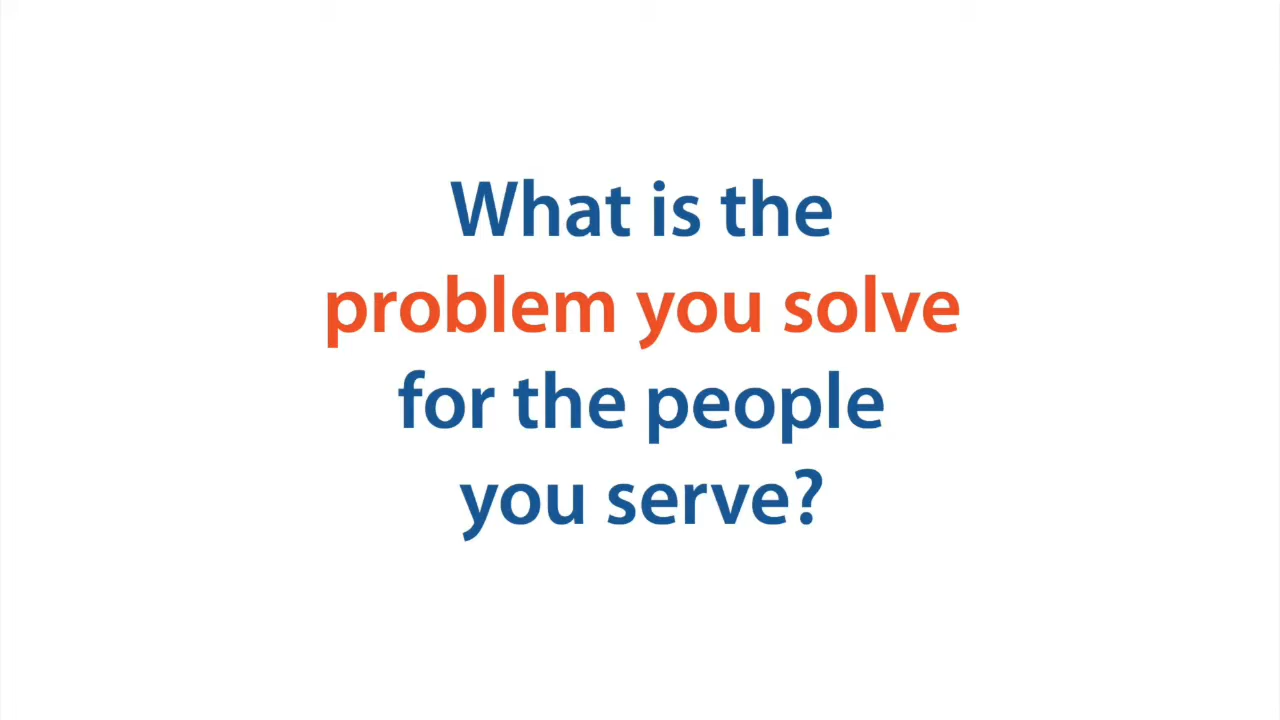 What is the
problem you solve
for the people
you serve?